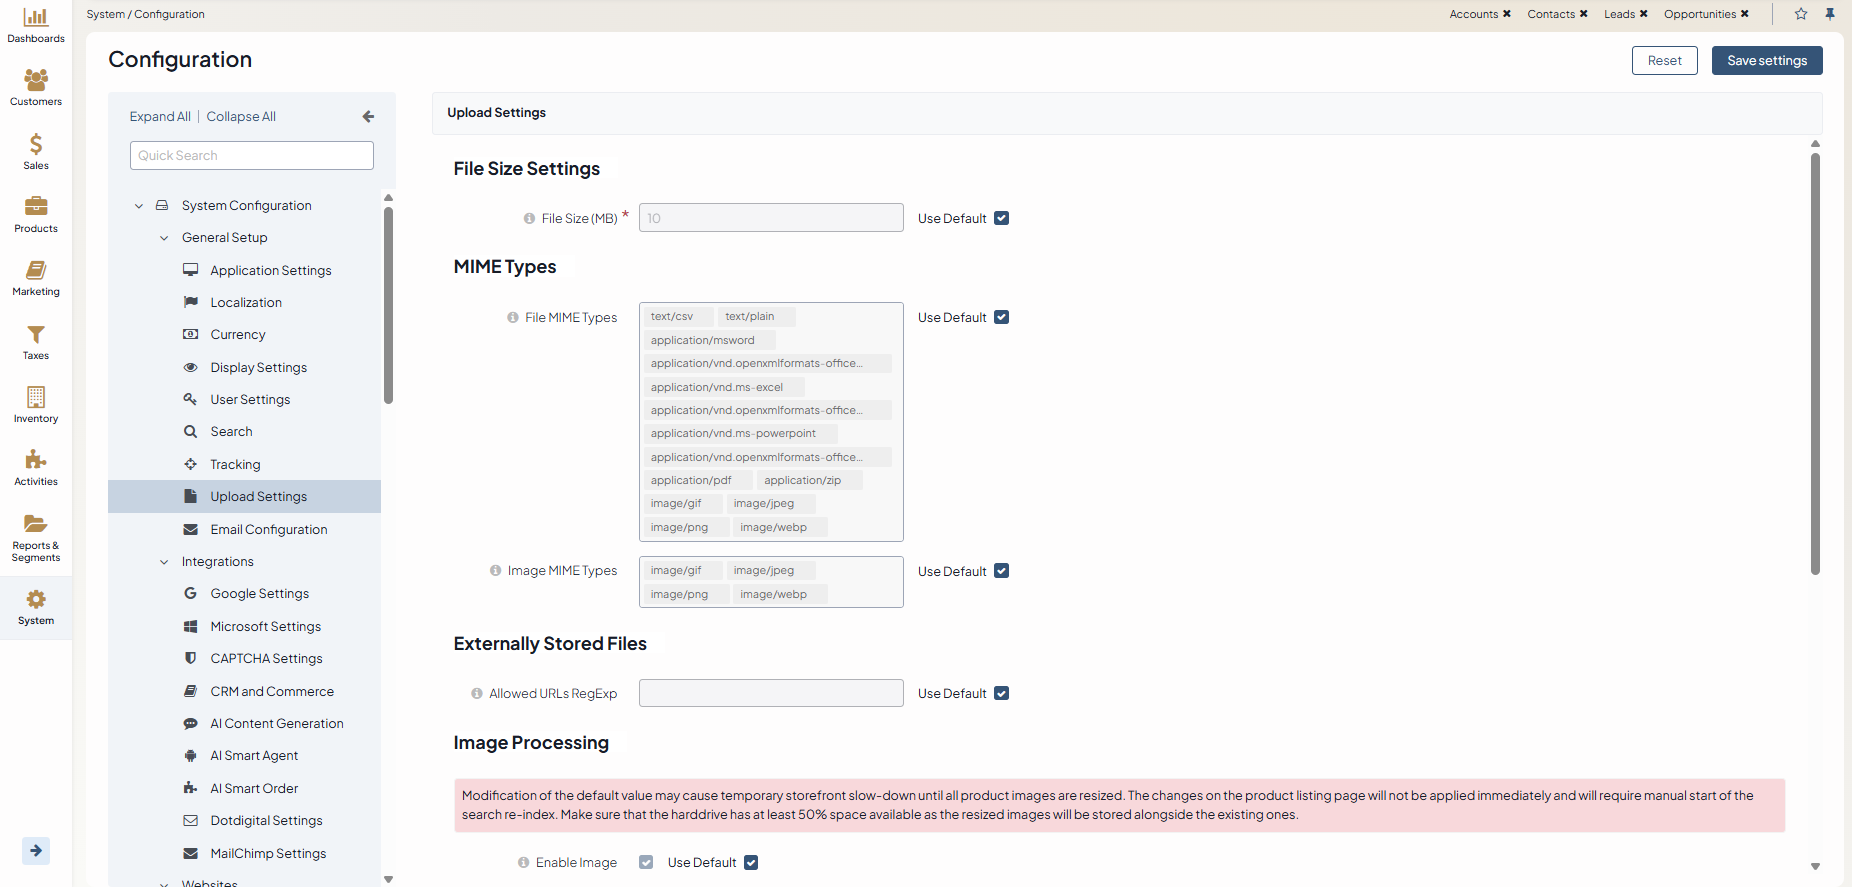 System / Configuration
Accounts ✖ Contacts ✖ Leads ✖ Opportunities ✖
Dashboards
Customers
Sales
Products
Marketing
Taxes
Inventory
Activities
Reports &
Segments
System
Configuration
Reset
Save settings
Expand All | Collapse All
Quick Search
System Configuration
General Setup
Application Settings
Localization
Currency
Display Settings
User Settings
Search
Tracking
Upload Settings
Email Configuration
Integrations
Google Settings
Microsoft Settings
CAPTCHA Settings
CRM and Commerce
AI Content Generation
AI Smart Agent
AI Smart Order
Dotdigital Settings
MailChimp Settings
Websites
Upload Settings
File Size Settings
File Size (MB) * 10 Use Default
MIME Types
File MIME Types Use Default
text/csv text/plain
application/msword
application/vnd.openxmlformats-office...
application/vnd.ms-excel
application/vnd.openxmlformats-office...
application/vnd.ms-powerpoint
application/vnd.openxmlformats-office...
application/pdf application/zip
image/gif image/jpeg
image/png image/webp
Image MIME Types Use Default
image/gif image/jpeg
image/png image/webp
Externally Stored Files
Allowed URLs RegExp Use Default
Image Processing
Modification of the default value may cause temporary storefront slow-down until all product images are resized. The changes on the product listing page will not be applied immediately and will require manual start of the
search re-index. Make sure that the harddrive has at least 50% space available as the resized images will be stored alongside the existing ones.
Enable Image Use Default